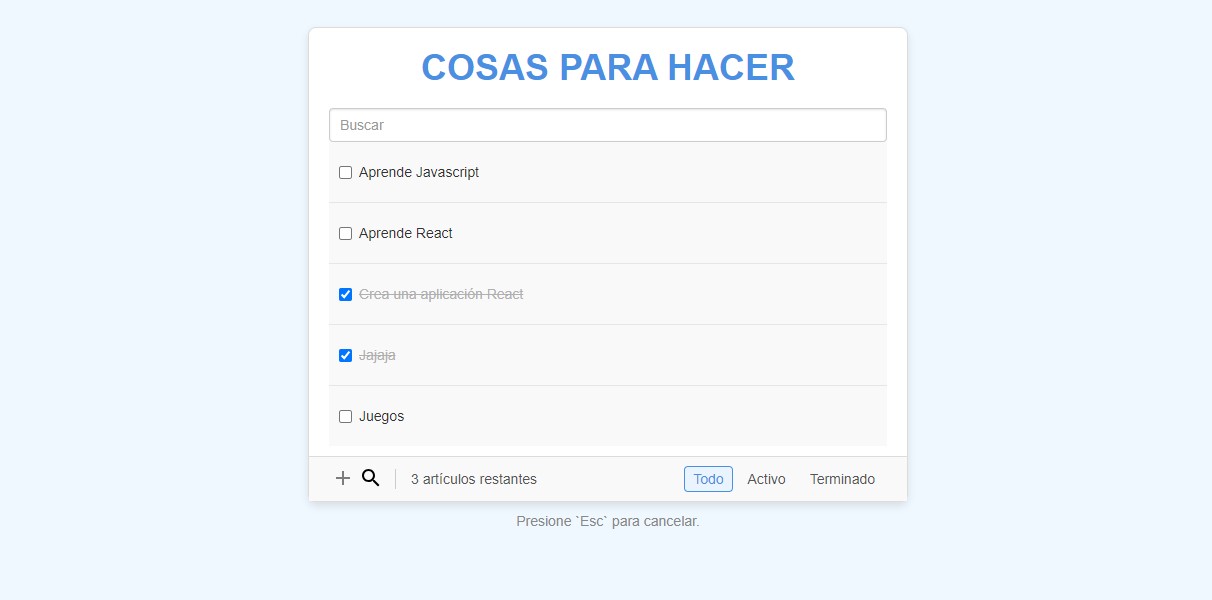 COSAS PARA HACER
Buscar
Aprende Javascript
Aprende React
Crea una aplicación React
Jajaja
Juegos
3 artículos restantes Todo Activo Terminado
Presione `Esc` para cancelar.